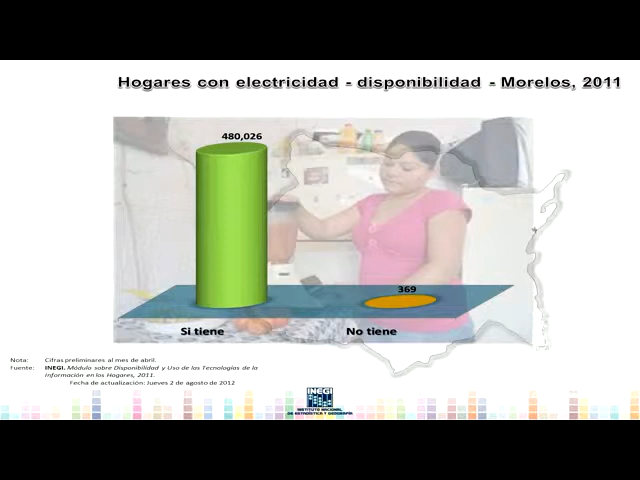 Hogares con electricidad - disponibilidad - Morelos, 2011
480,026
369
Si tiene
No tiene
Nota: Cifras preliminares al mes de abril.
Fuente: INEGI. Módulo sobre Disponibilidad y Uso de las Tecnologías de la
Información en los Hogares, 2011.
Fecha de actualización: Jueves 2 de agosto de 2012
INEGI
INSTITUTO NACIONAL
DE ESTADÍSTICA Y GEOGRAFÍA